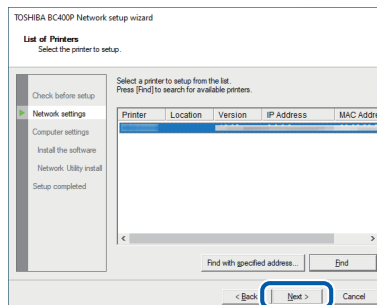 TOSHIBA BC400P Network setup wizard
List of Printers
Select the printer to setup.
Check before setup
Network settings
Computer settings
Install the software
Network Utility install
Setup completed
Select a printer to setup from the list.
Press [Find] to search for available printers.
Printer Location Version IP Address MAC Addre
Find with specified address... Find
< Back Next > Cancel